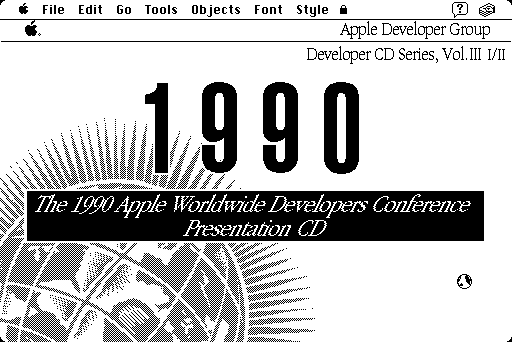 File Edit Go Tools Objects Font Style
Apple Developer Group
Developer CD Series, Vol. III I/II
1990
The 1990 Apple Worldwide Developers Conference
Presentation CD